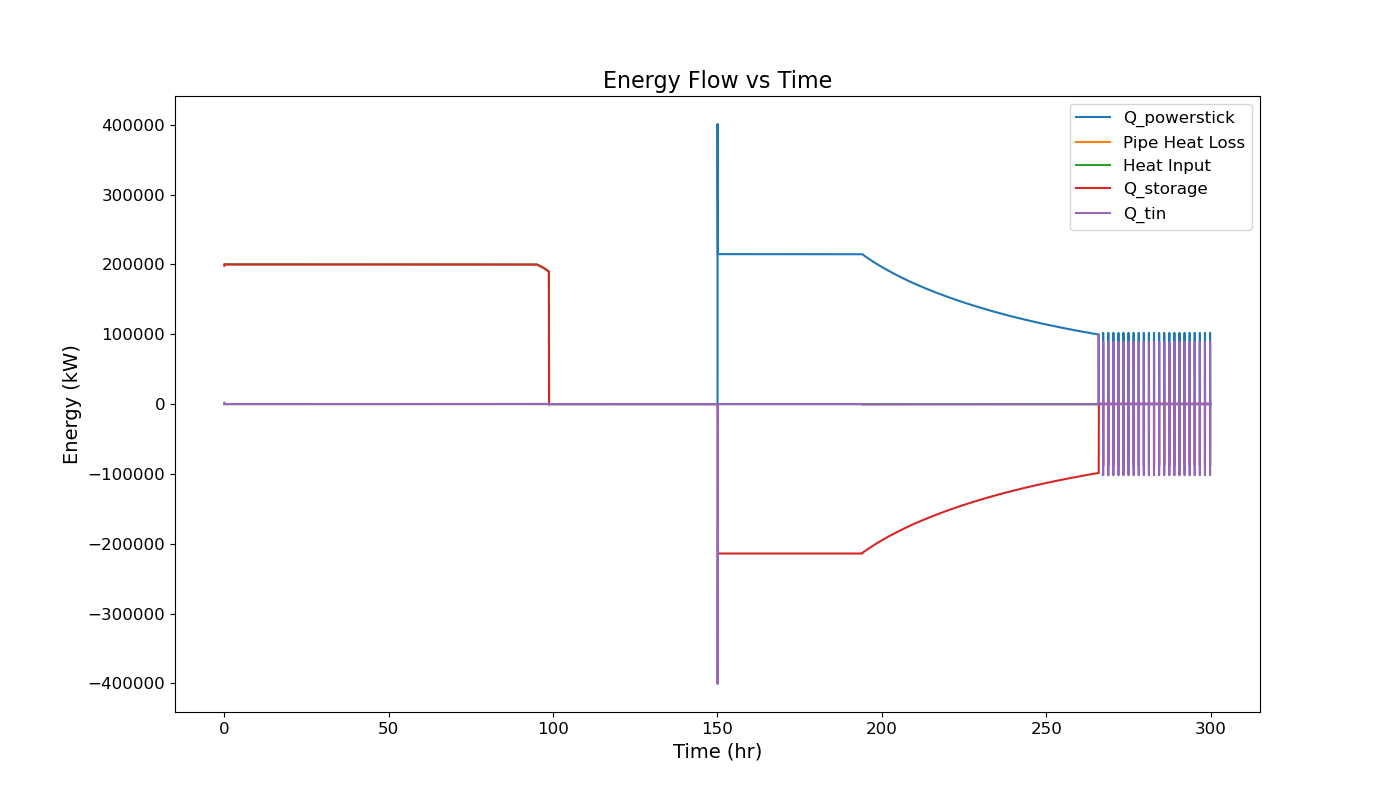 Energy Flow vs Time
Q_powerstick
Pipe Heat Loss
Heat Input
Q_storage
Q_tin
400000
300000
200000
100000
0
−100000
−200000
−300000
−400000
Energy (kW)
0 50 100 150 200 250 300
Time (hr)